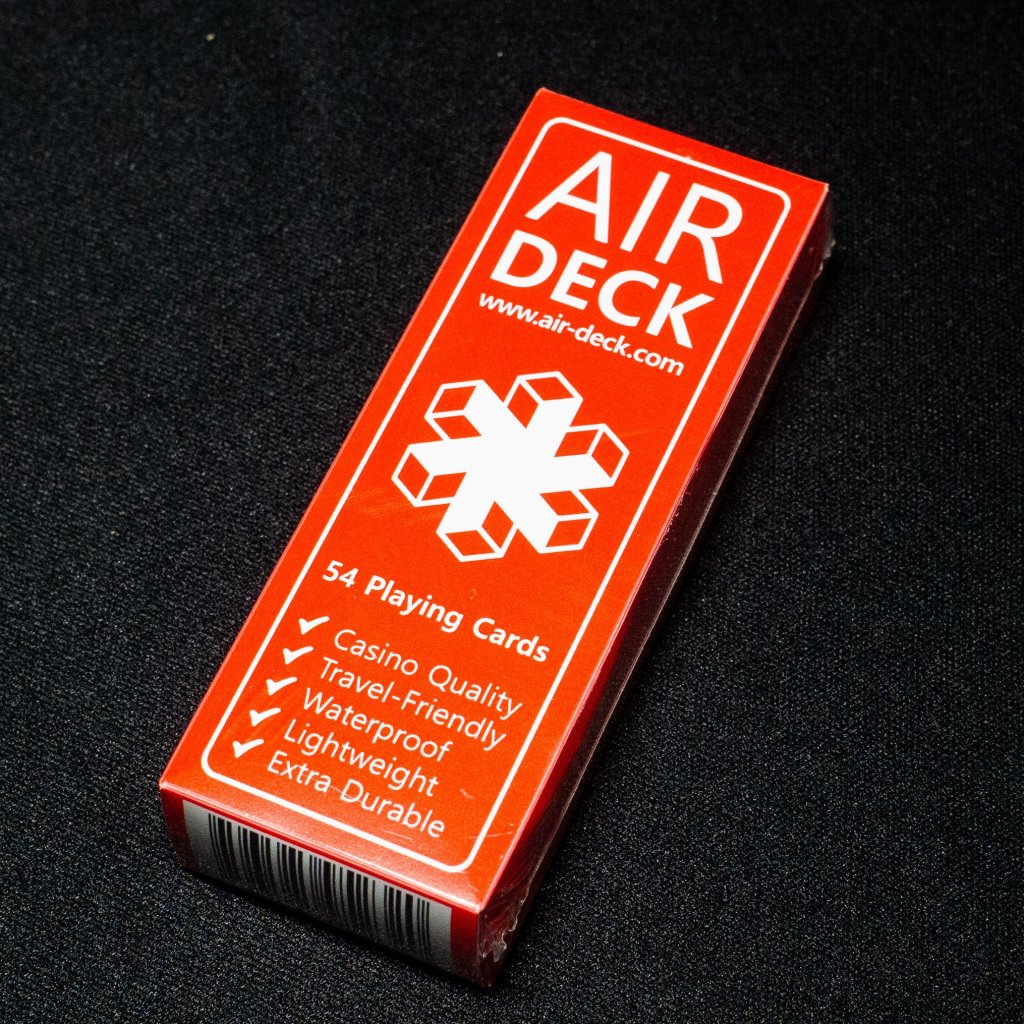 AIR
DECK
www.air-deck.com
54 Playing Cards
Casino Quality
Travel-Friendly
Waterproof
Lightweight
Extra Durable